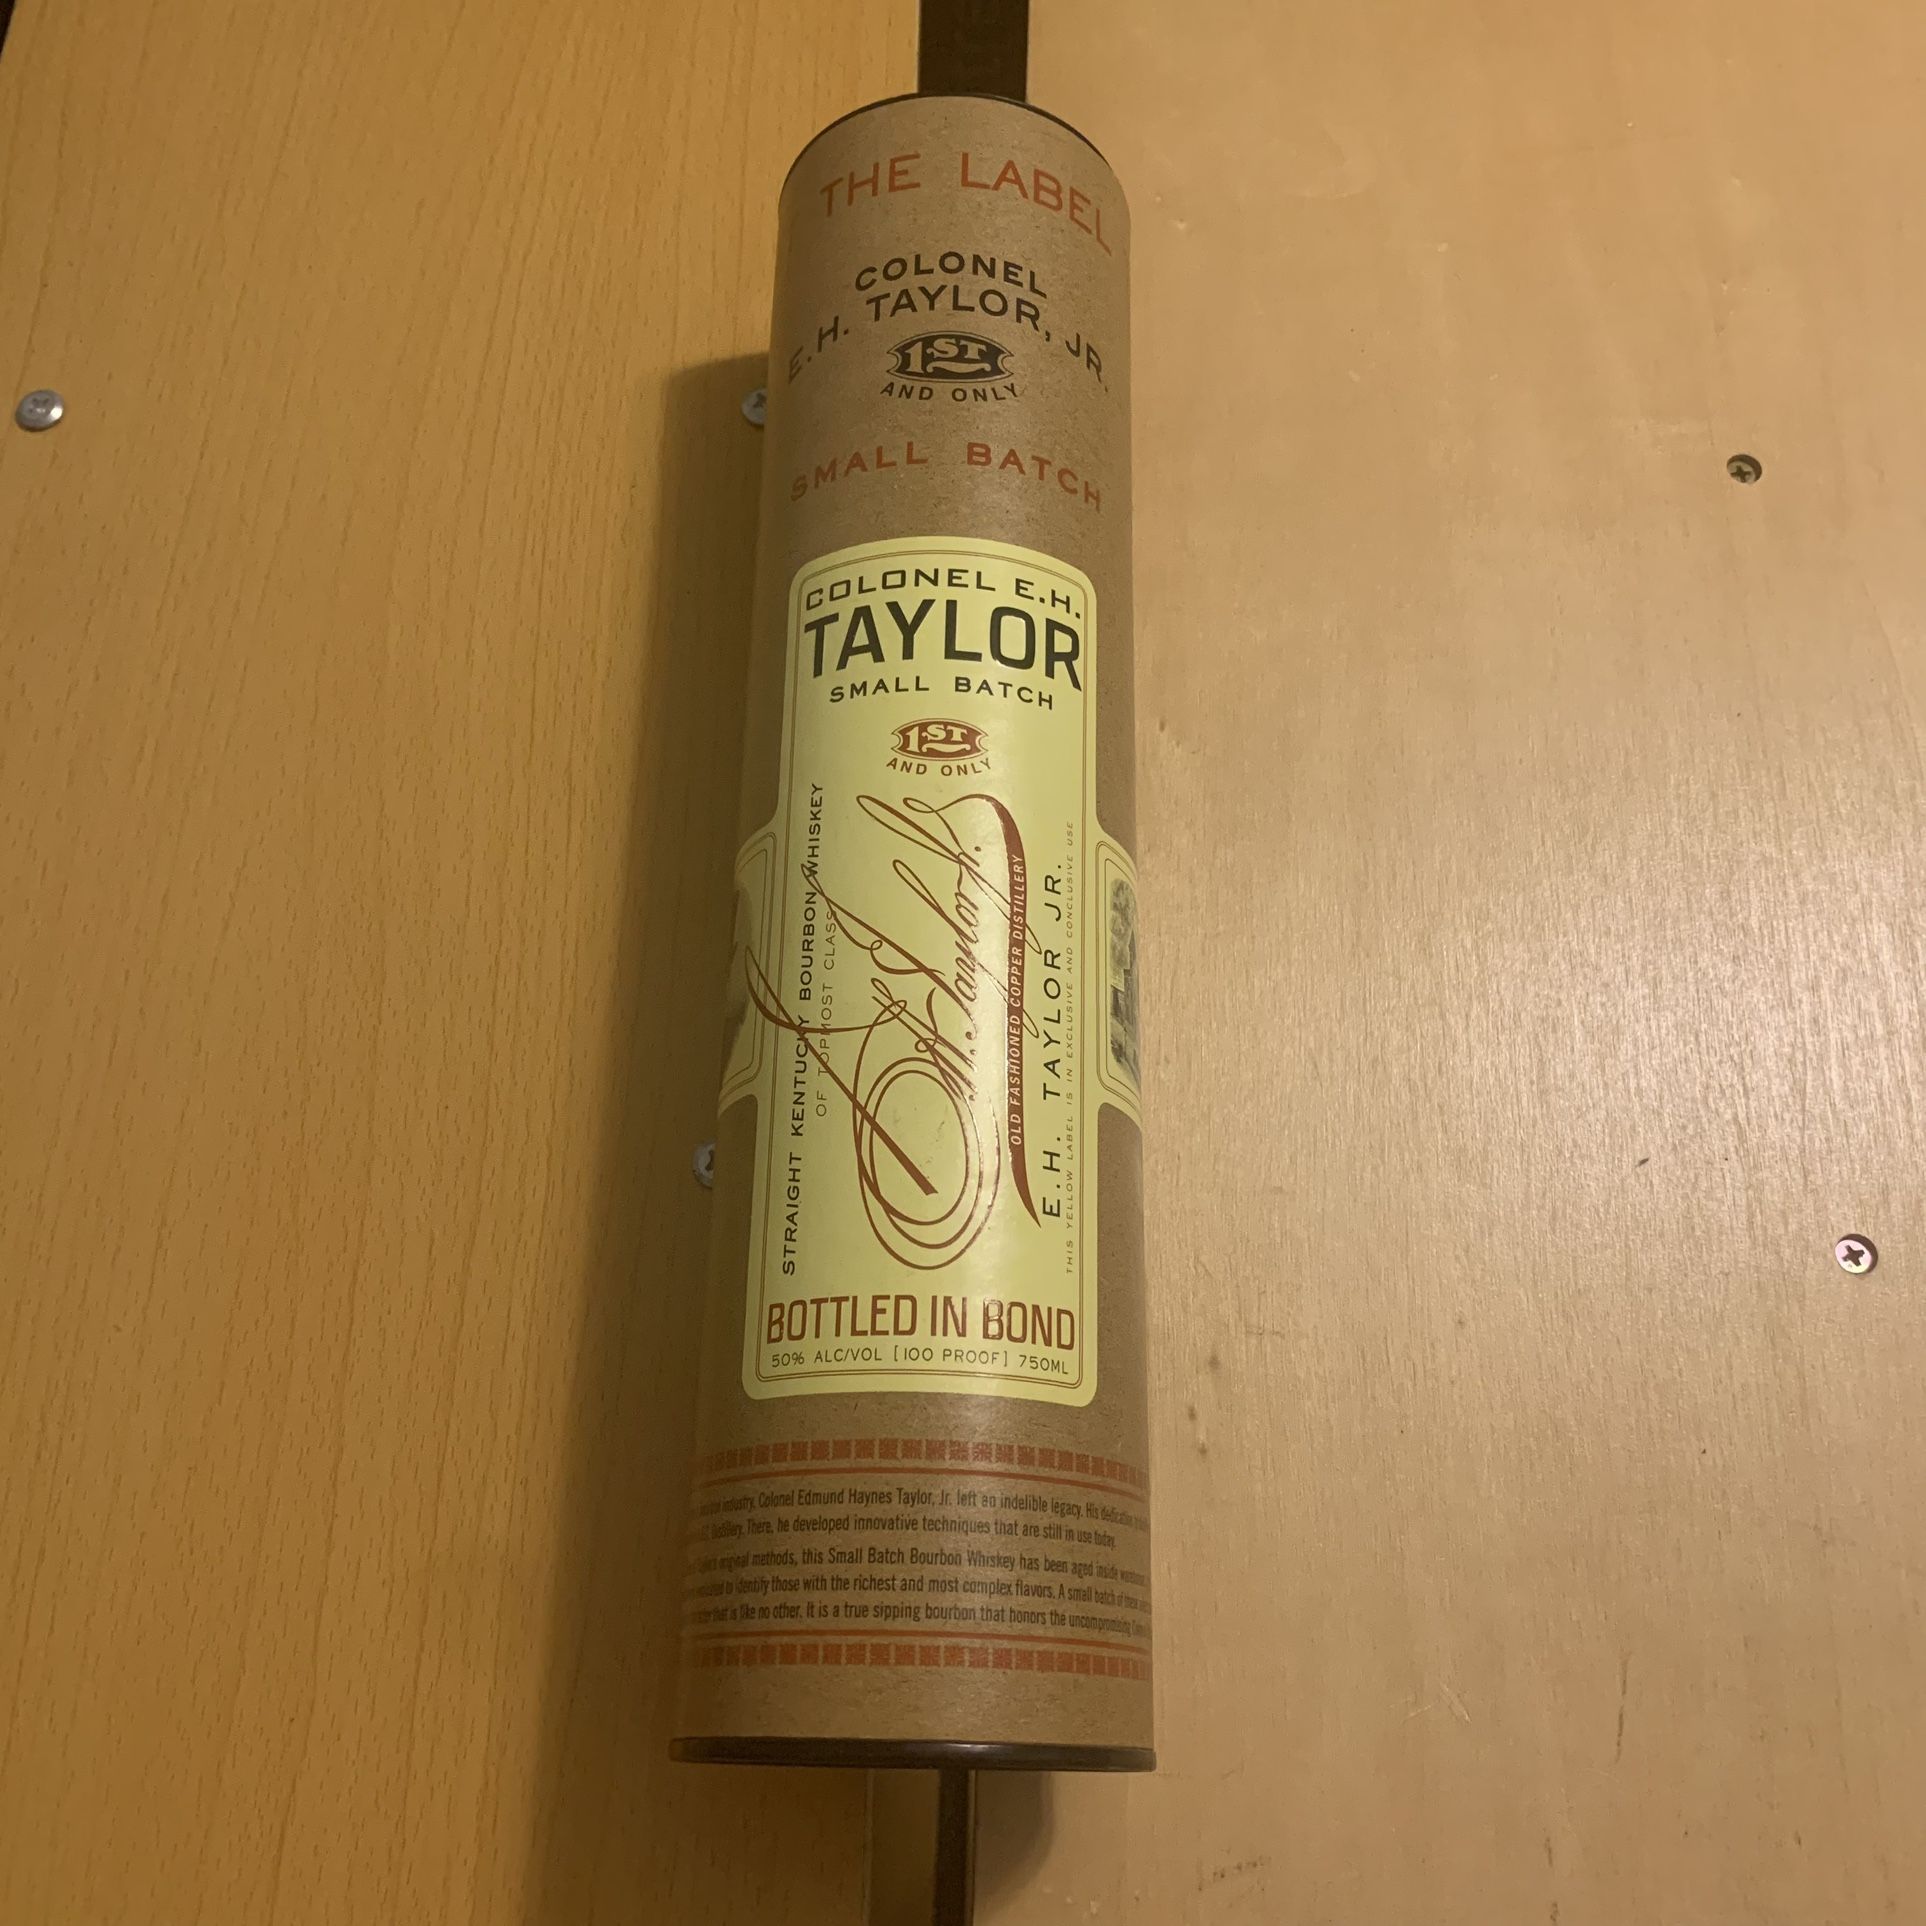 THE LABEL
COLONEL
E.H. TAYLOR, JR.
1ST
AND ONLY
SMALL BATCH
COLONEL E.H.
TAYLOR
SMALL BATCH
1ST
AND ONLY
STRAIGHT KENTUCKY BOURBON WHISKEY
OF TOPMOST CLASS
E.H. Taylor, Jr.
OLD FASHIONED COPPER DISTILLERY
E.H. TAYLOR JR.
THIS YELLOW LABEL IS IN EXCLUSIVE AND CONCLUSIVE USE
BOTTLED IN BOND
50% ALC/VOL [100 PROOF] 750ML
industry, Colonel Edmund Haynes Taylor, Jr. left an indelible legacy. His dedication
Distillery. There, he developed innovative techniques that are still in use today.
original methods, this Small Batch Bourbon Whiskey has been aged inside
to identify those with the richest and most complex flavors. A small batch of these
that is like no other. It is a true sipping bourbon that honors the uncompromising